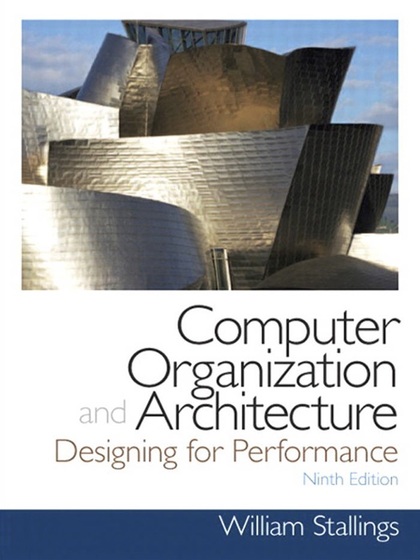 Computer
Organization
and Architecture
Designing for Performance
Ninth Edition
William Stallings